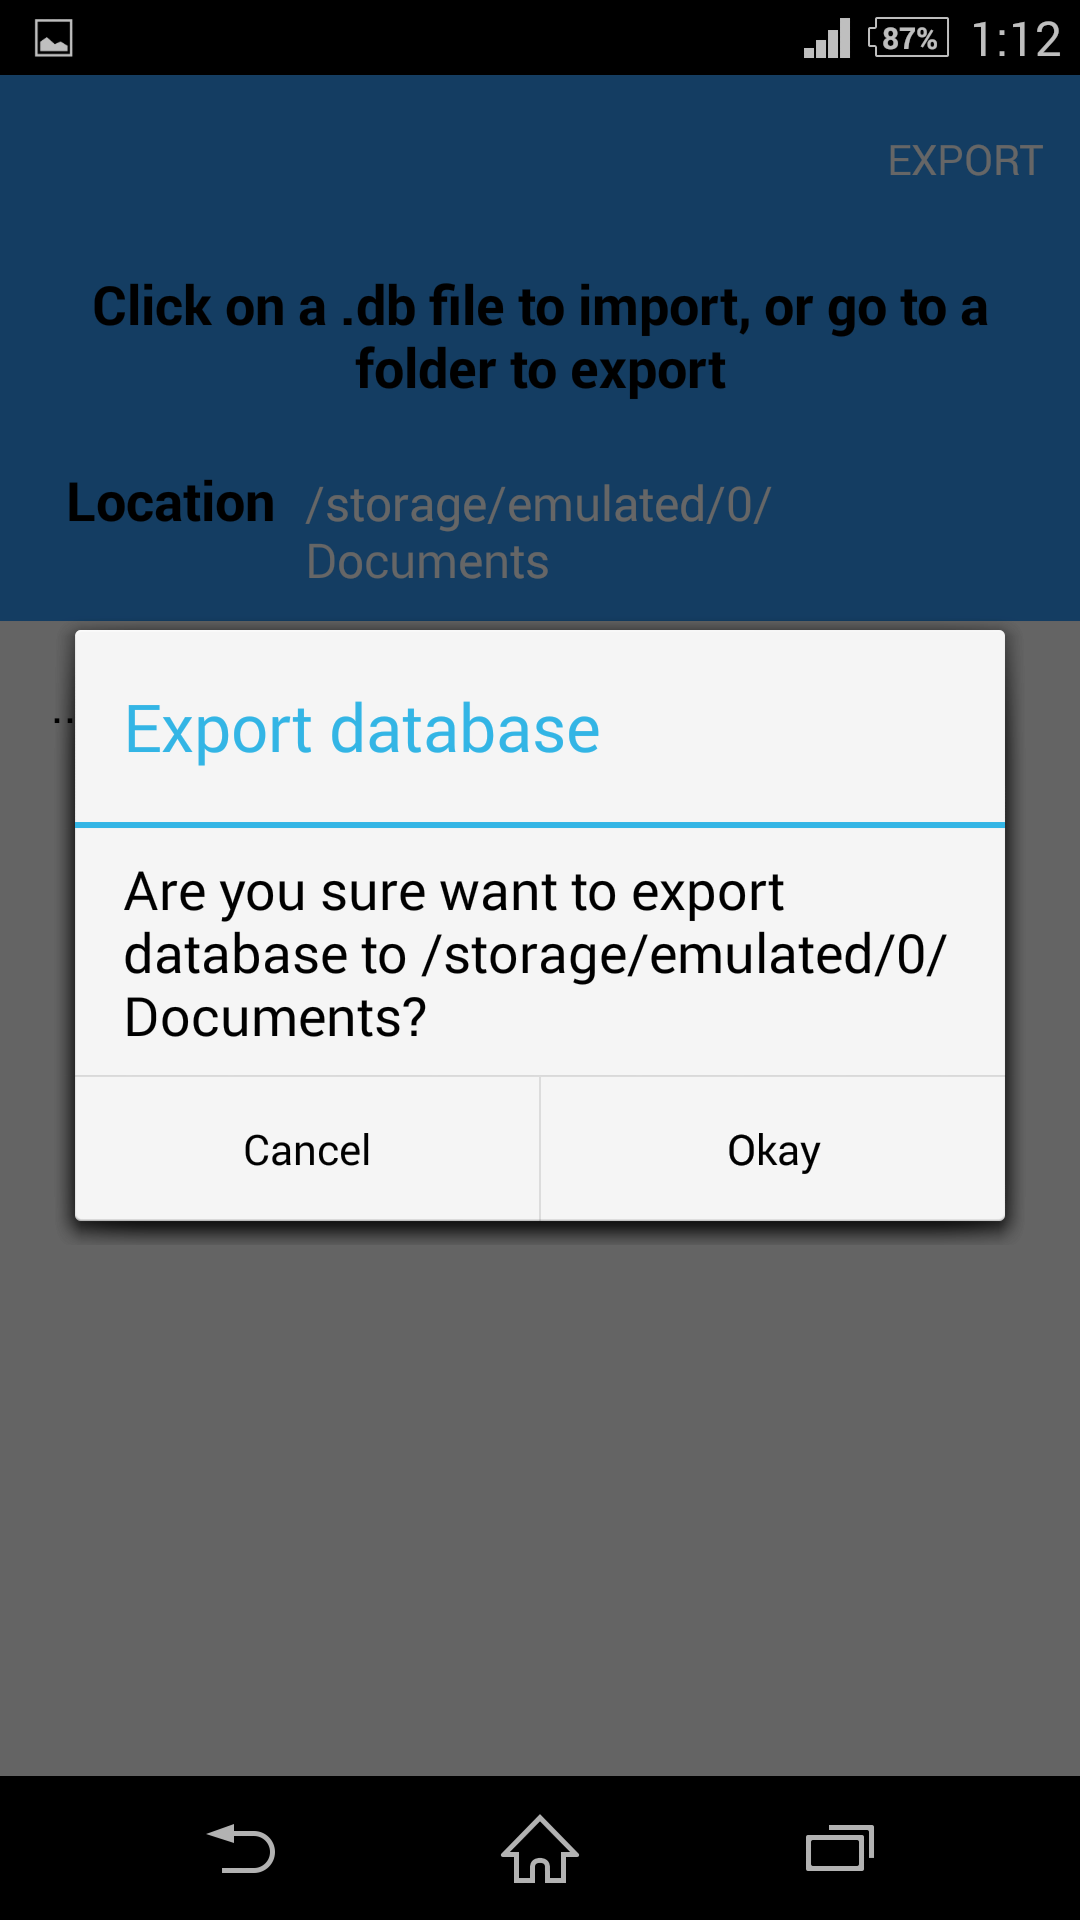 87% 1:12
EXPORT
Click on a .db file to import, or go to a
folder to export
Location /storage/emulated/0/
Documents
..
Export database
Are you sure want to export
database to /storage/emulated/0/
Documents?
Cancel Okay